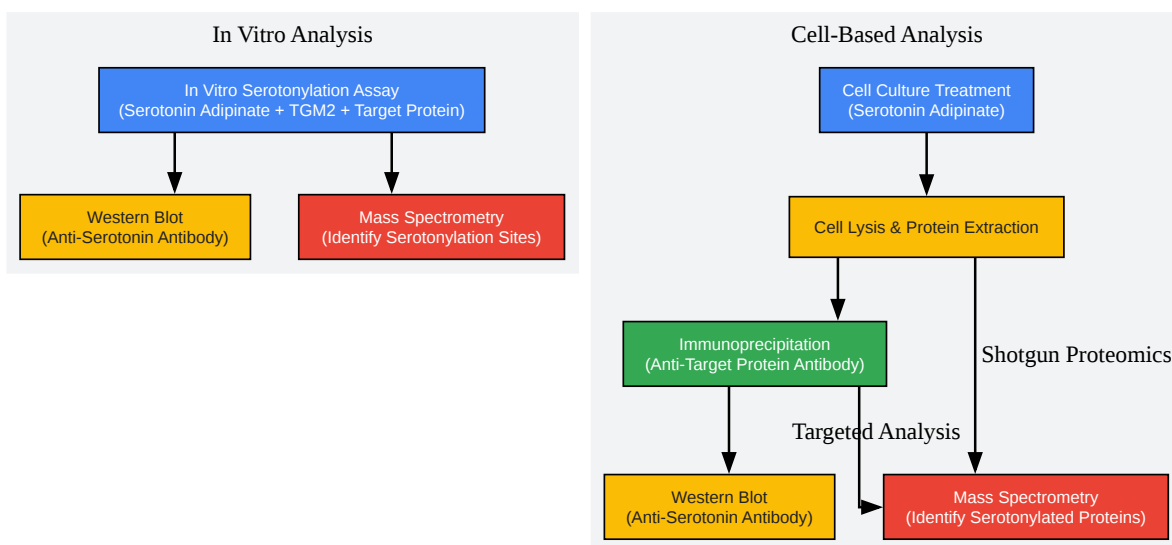 In Vitro Analysis
In Vitro Serotonylation Assay
(Serotonin Adipinate + TGM2 + Target Protein)
Western Blot
(Anti-Serotonin Antibody)
Mass Spectrometry
(Identify Serotonylation Sites)
Cell-Based Analysis
Cell Culture Treatment
(Serotonin Adipinate)
Cell Lysis & Protein Extraction
Immunoprecipitation
(Anti-Target Protein Antibody)
Shotgun Proteomics
Targeted Analysis
Western Blot
(Anti-Serotonin Antibody)
Mass Spectrometry
(Identify Serotonylated Proteins)